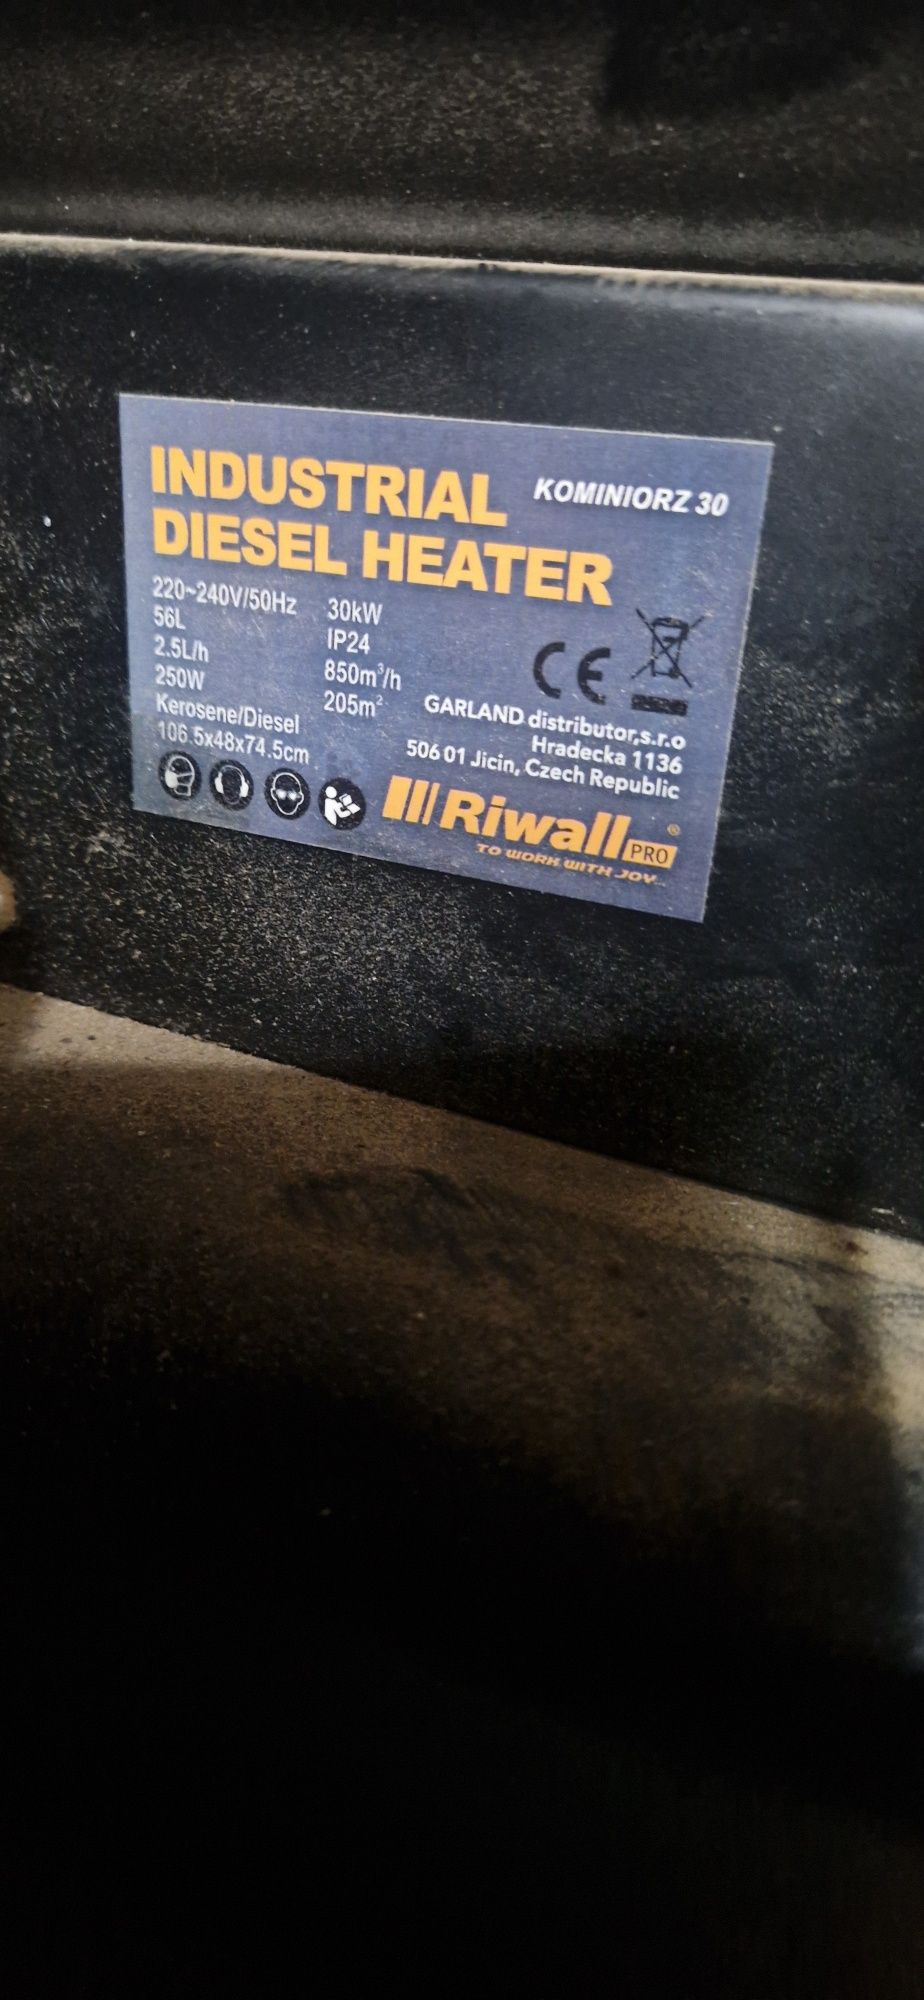 INDUSTRIAL
KOMINIORZ 30
DIESEL HEATER
220~240V/50Hz 30kW
56L IP24
2.5L/h 850m³/h
250W 205m²
Kerosene/Diesel
106.5x48x74.5cm
CE
GARLAND distributor,s.r.o
Hradecka 1136
506 01 Jicin, Czech Republic
Riwall® PRO
TO WORK WITH JOY...